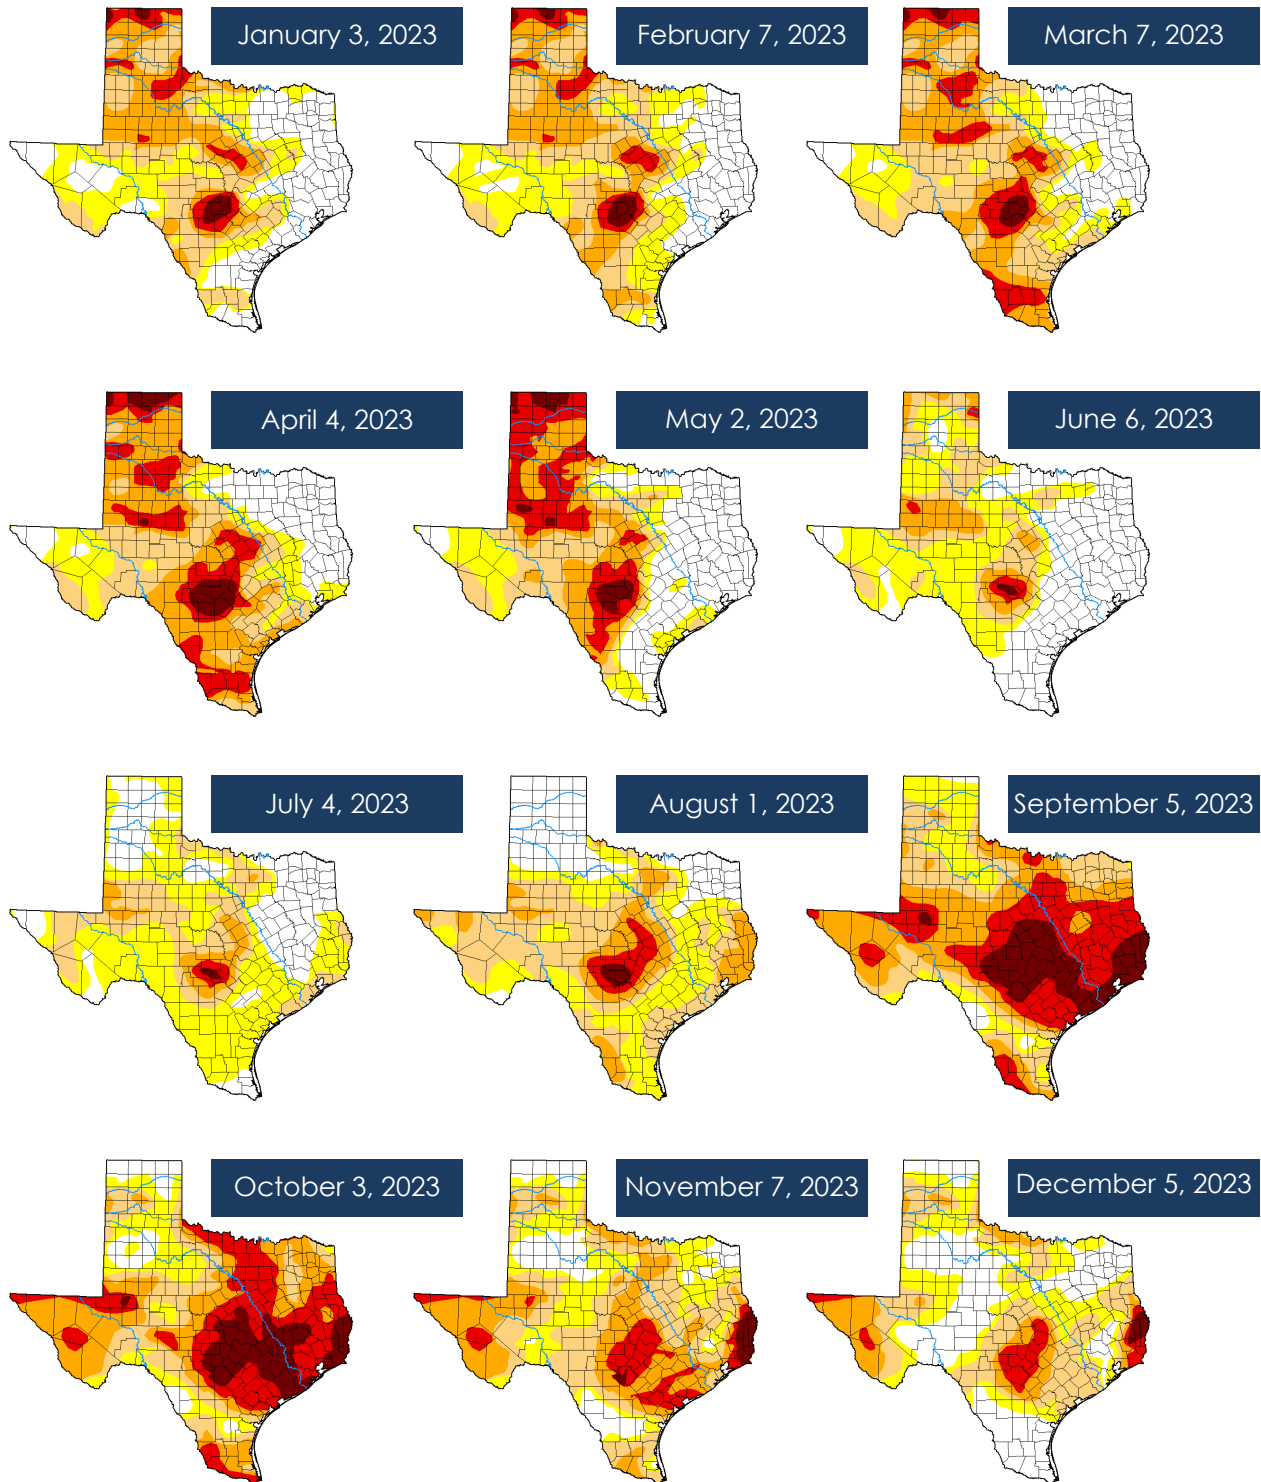 January 3, 2023
February 7, 2023
March 7, 2023
April 4, 2023
May 2, 2023
June 6, 2023
July 4, 2023
August 1, 2023
September 5, 2023
October 3, 2023
November 7, 2023
December 5, 2023